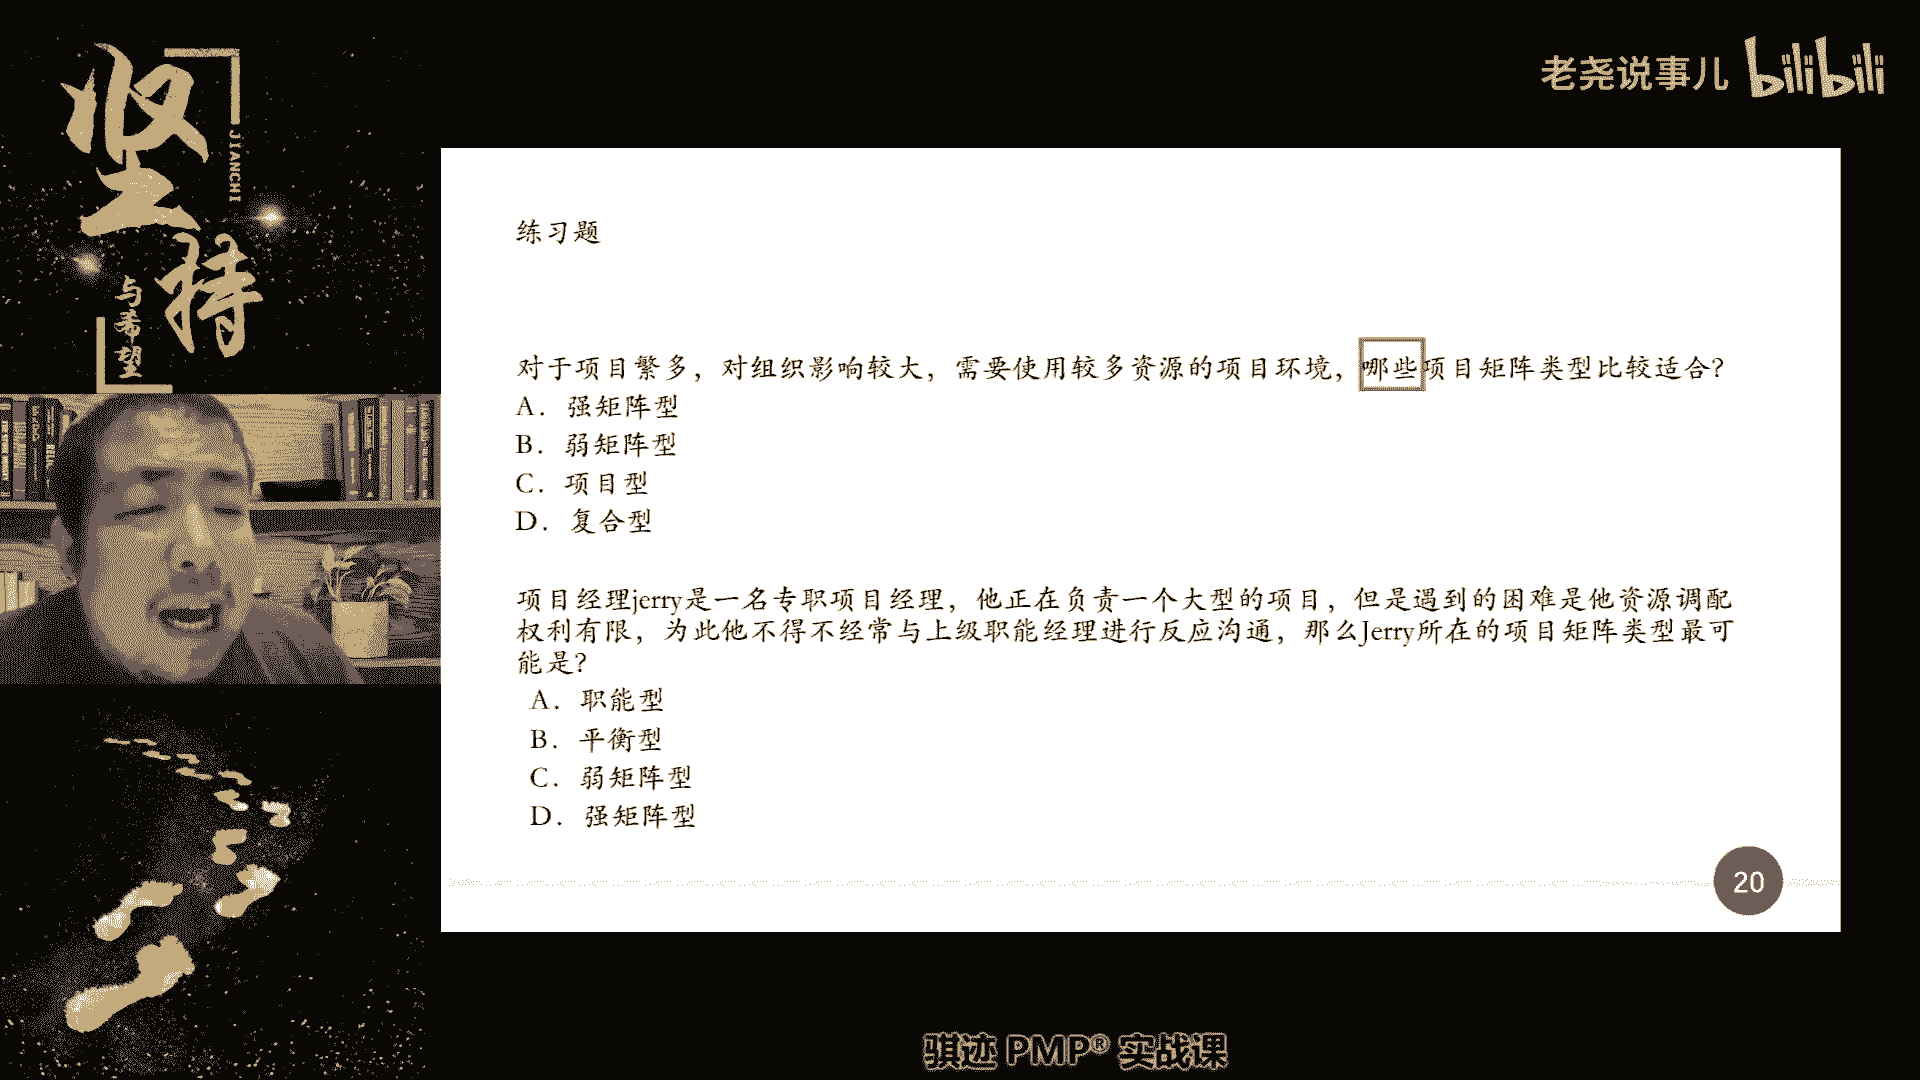 坚持
JIANCHI
与希望
老尧说事儿 bilibili
练习题
对于项目繁多，对组织影响较大，需要使用较多资源的项目环境，哪些项目矩阵类型比较适合？
A．强矩阵型
B．弱矩阵型
C．项目型
D．复合型
项目经理jerry是一名专职项目经理，他正在负责一个大型的项目，但是遇到的困难是他资源调配
权利有限，为此他不得不经常与上级职能经理进行反应沟通，那么Jerry所在的项目矩阵类型最可
能是？
A．职能型
B．平衡型
C．弱矩阵型
D．强矩阵型
20
骐迹 PMP® 实战课